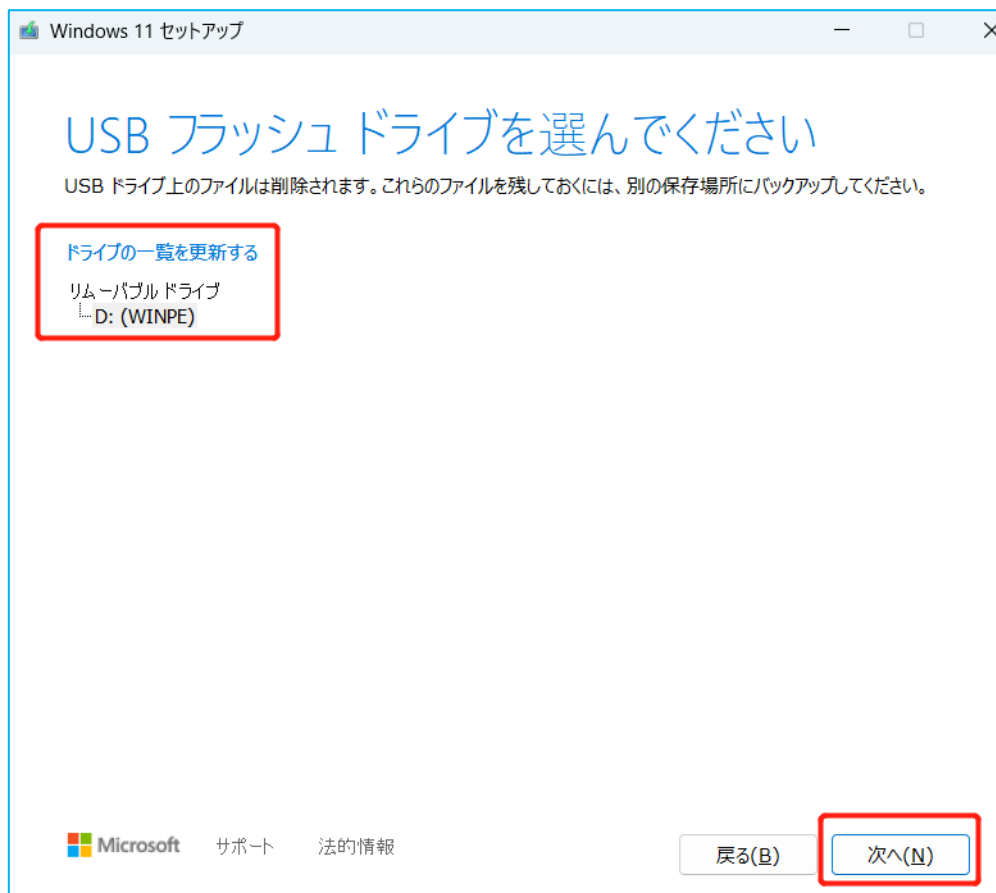 Windows 11 セットアップ
USB フラッシュ ドライブを選んでください
USB ドライブ上のファイルは削除されます。これらのファイルを残しておくには、別の保存場所にバックアップしてください。
ドライブの一覧を更新する
リムーバブル ドライブ
D: (WINPE)
Microsoft サポート 法的情報 戻る(B) 次へ(N)